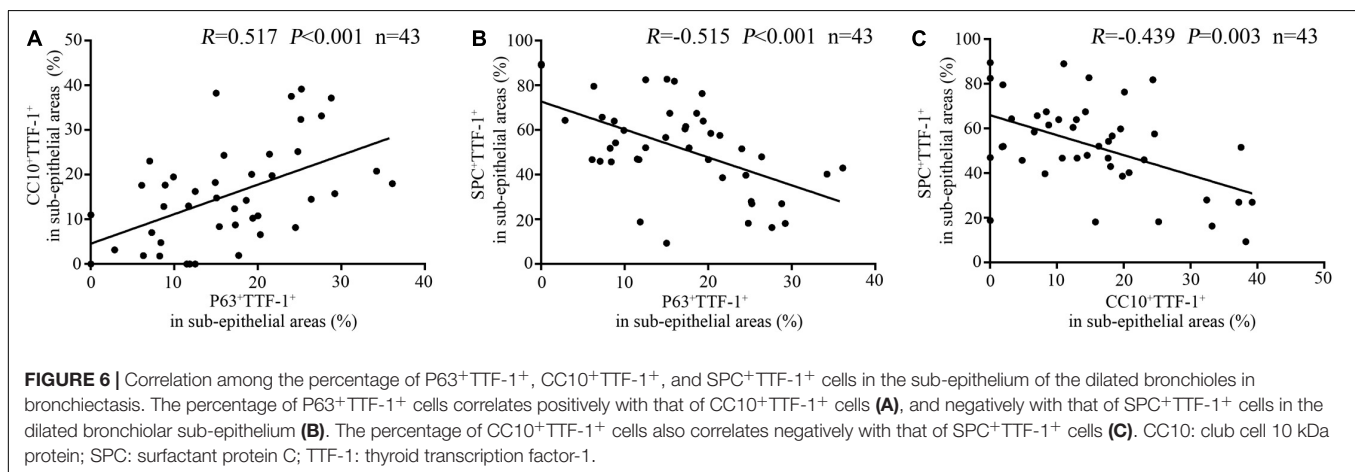 A
R=0.517 P<0.001 n=43
CC10⁺TTF-1⁺
in sub-epithelial areas (%)
50
40
30
20
10
0
0 10 20 30 40
P63⁺TTF-1⁺
in sub-epithelial areas (%)
B
R=-0.515 P<0.001 n=43
SPC⁺TTF-1⁺
in sub-epithelial areas (%)
100
80
60
40
20
0
0 10 20 30 40
P63⁺TTF-1⁺
in sub-epithelial areas (%)
C
R=-0.439 P=0.003 n=43
SPC⁺TTF-1⁺
in sub-epithelial areas (%)
100
80
60
40
20
0
0 10 20 30 40 50
CC10⁺TTF-1⁺
in sub-epithelial areas (%)
FIGURE 6 | Correlation among the percentage of P63⁺TTF-1⁺, CC10⁺TTF-1⁺, and SPC⁺TTF-1⁺ cells in the sub-epithelium of the dilated bronchioles in
bronchiectasis. The percentage of P63⁺TTF-1⁺ cells correlates positively with that of CC10⁺TTF-1⁺ cells (A), and negatively with that of SPC⁺TTF-1⁺ cells in the
dilated bronchiolar sub-epithelium (B). The percentage of CC10⁺TTF-1⁺ cells also correlates negatively with that of SPC⁺TTF-1⁺ cells (C). CC10: club cell 10 kDa
protein; SPC: surfactant protein C; TTF-1: thyroid transcription factor-1.